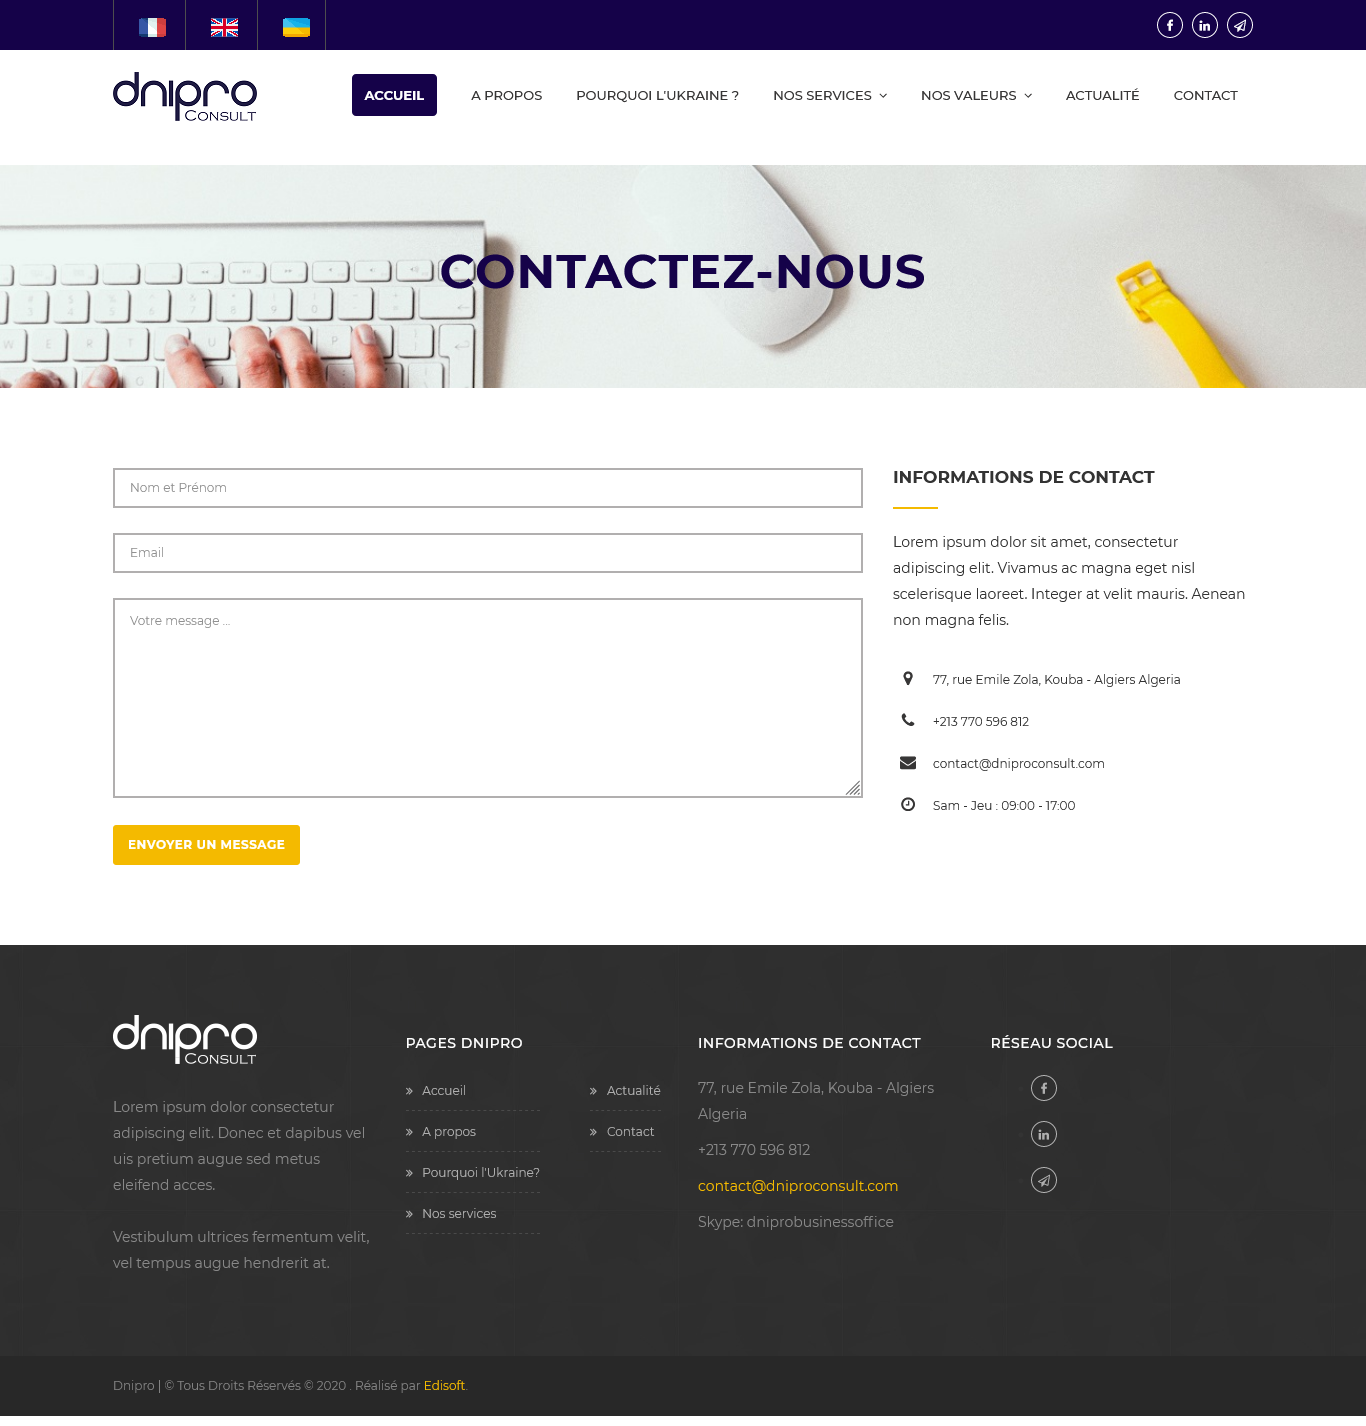 dnipro
CONSULT
ACCUEIL
A PROPOS
POURQUOI L'UKRAINE ?
NOS SERVICES
NOS VALEURS
ACTUALITÉ
CONTACT
CONTACTEZ-NOUS
Nom et Prénom
Email
Votre message ...
ENVOYER UN MESSAGE
INFORMATIONS DE CONTACT
Lorem ipsum dolor sit amet, consectetur
adipiscing elit. Vivamus ac magna eget nisl
scelerisque laoreet. Integer at velit mauris. Aenean
non magna felis.
77, rue Emile Zola, Kouba - Algiers Algeria
+213 770 596 812
contact@dniproconsult.com
Sam - Jeu : 09:00 - 17:00
dnipro
CONSULT
Lorem ipsum dolor consectetur
adipiscing elit. Donec et dapibus vel
uis pretium augue sed metus
eleifend acces.
Vestibulum ultrices fermentum velit,
vel tempus augue hendrerit at.
PAGES DNIPRO
Accueil
A propos
Pourquoi l'Ukraine?
Nos services
Actualité
Contact
INFORMATIONS DE CONTACT
77, rue Emile Zola, Kouba - Algiers
Algeria
+213 770 596 812
contact@dniproconsult.com
Skype: dniprobusinessoffice
RÉSEAU SOCIAL
Dnipro | © Tous Droits Réservés © 2020 . Réalisé par Edisoft.